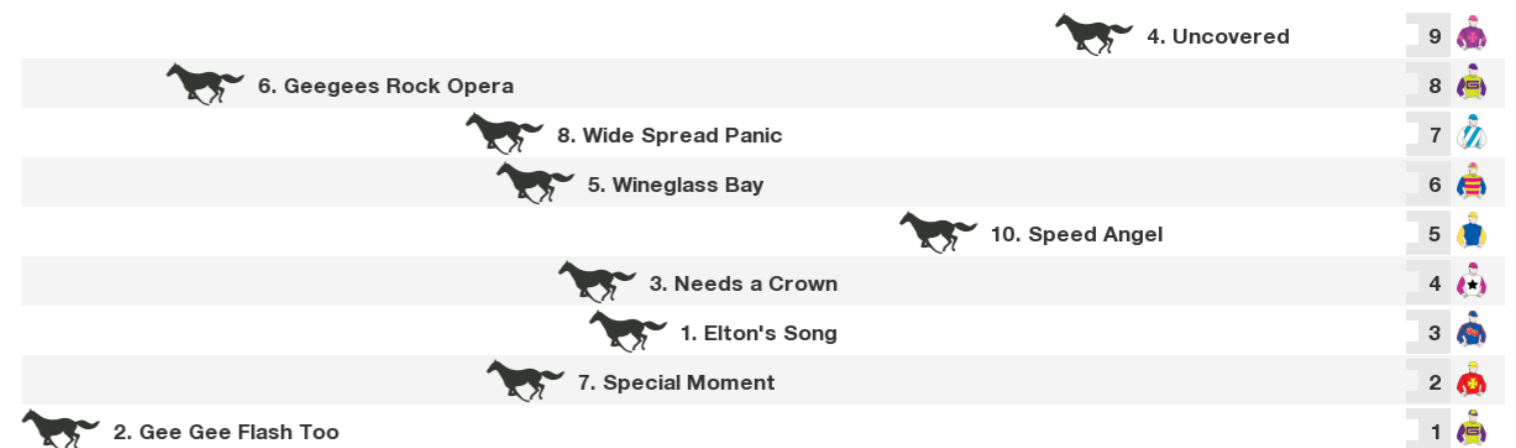 4. Uncovered 9
6. Geegees Rock Opera 8
8. Wide Spread Panic 7
5. Wineglass Bay 6
10. Speed Angel 5
3. Needs a Crown 4
1. Elton's Song 3
7. Special Moment 2
2. Gee Gee Flash Too 1